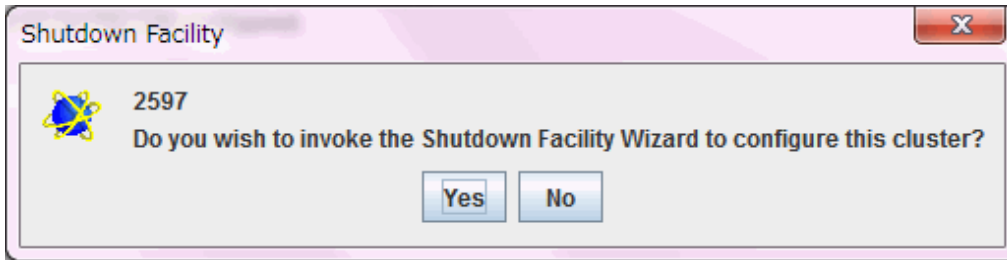 Shutdown Facility
2597
Do you wish to invoke the Shutdown Facility Wizard to configure this cluster?
Yes No